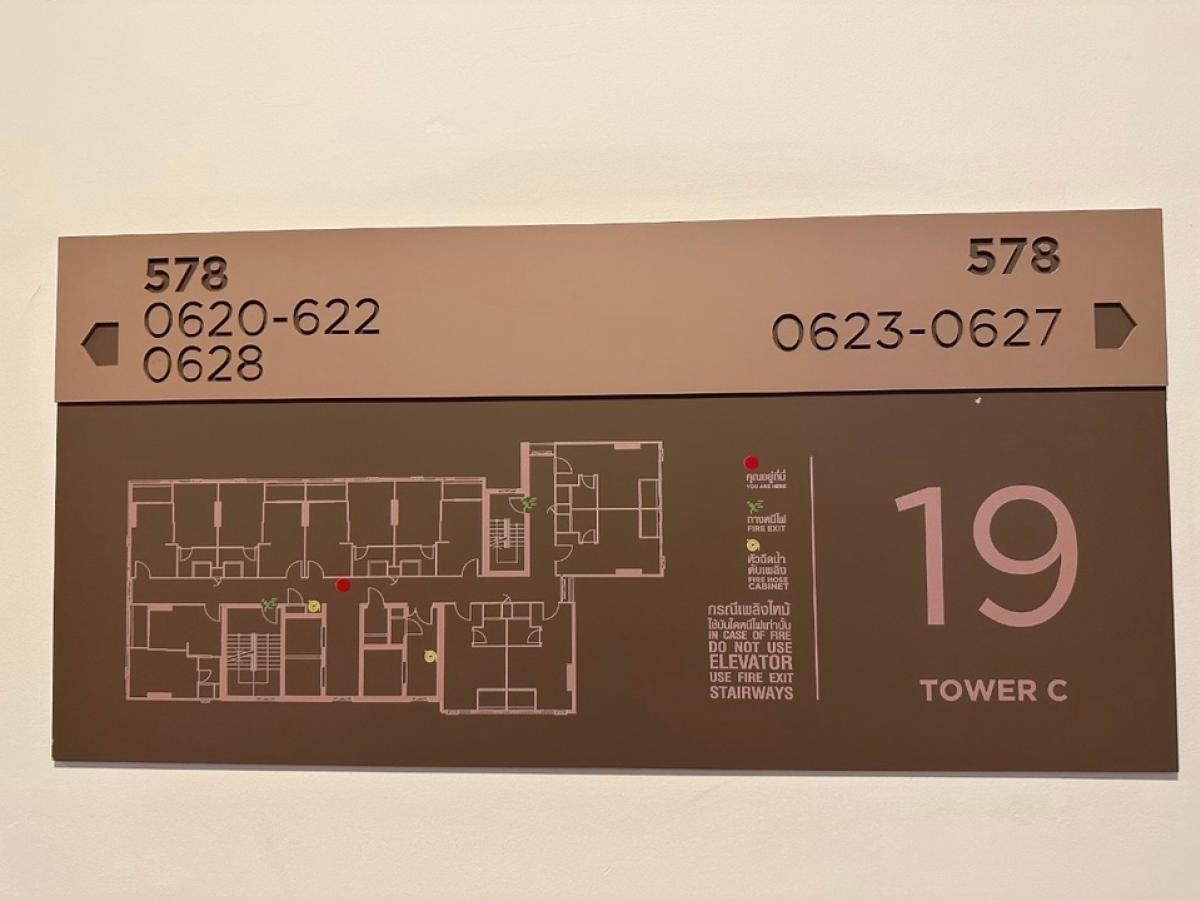 578
0620-622
0628
578
0623-0627
คุณอยู่ที่นี่
YOU ARE HERE
ทางหนีไฟ
FIRE EXIT
หัวฉีดน้ำ
ดับเพลิง
FIRE HOSE
CABINET
กรณีเพลิงไหม้
ใช้บันไดหนีไฟเท่านั้น
IN CASE OF FIRE
DO NOT USE
ELEVATOR
USE FIRE EXIT
STAIRWAYS
19
TOWER C